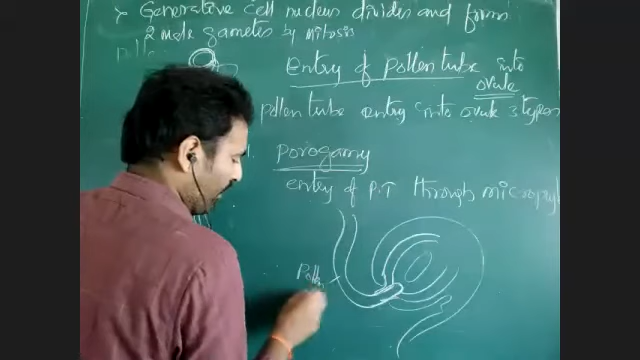 Generative cell nucleus divides and forms
2 male gametes by mitosis
Entry of Pollen tube into
ovule
pollen tube entry into ovule 3 types
1. Porogamy
entry of P.T through micropyl
Pollen